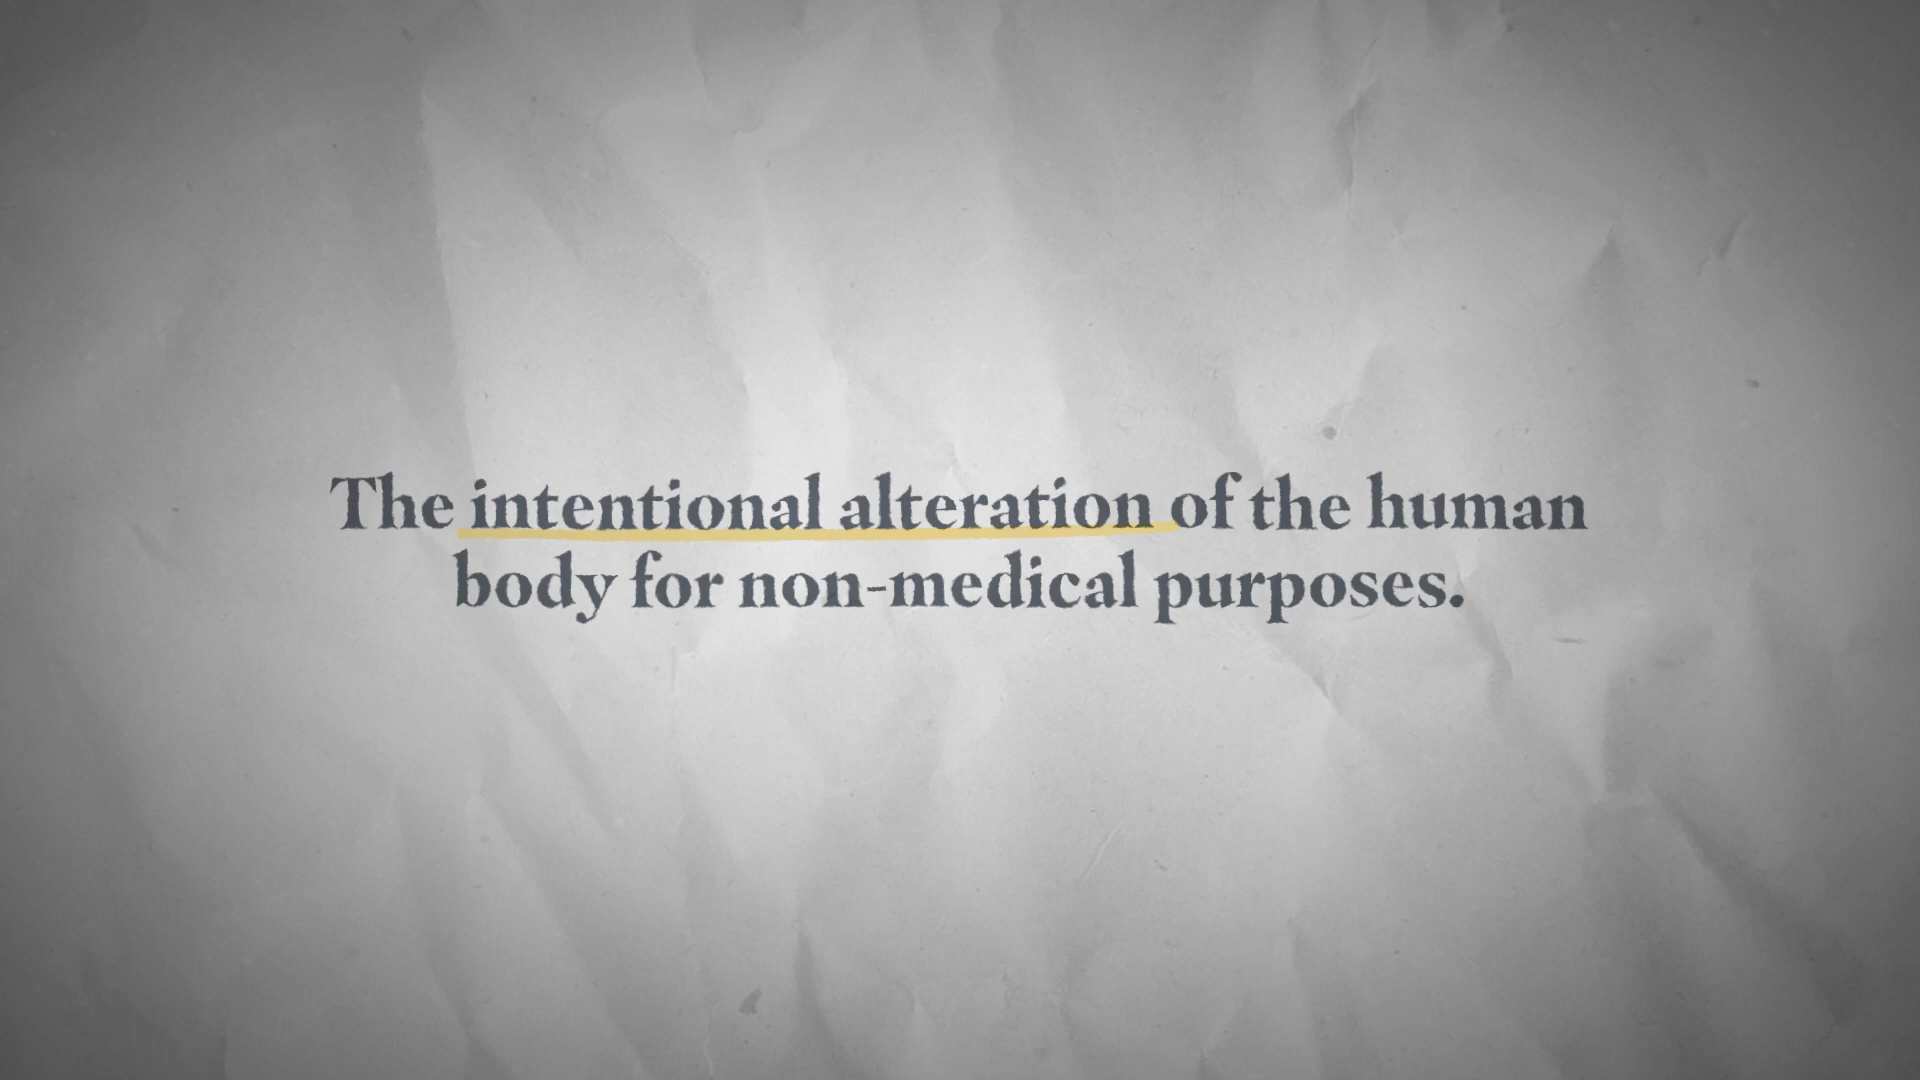 The intentional alteration of the human
body for non-medical purposes.